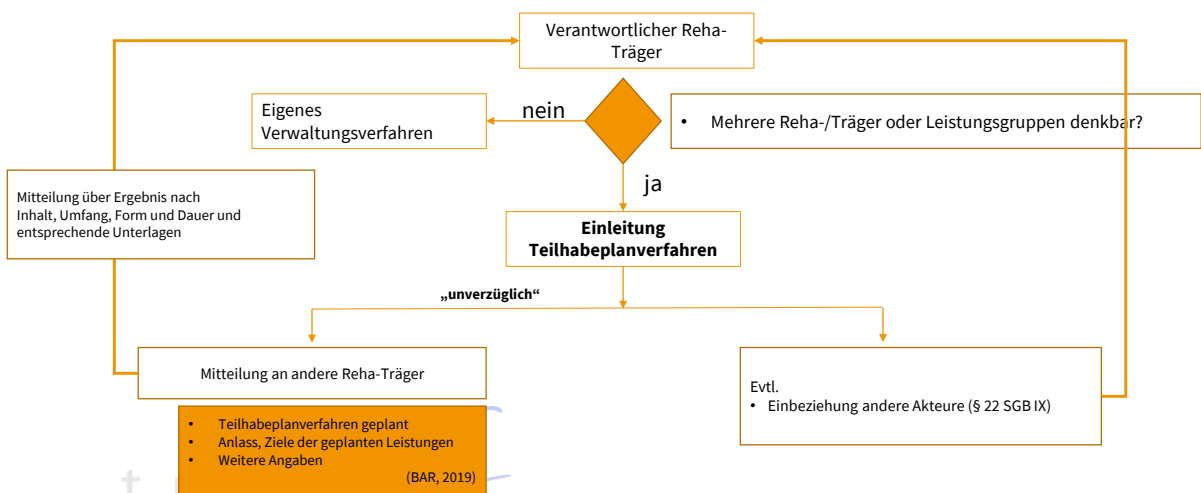 Verantwortlicher Reha-
Träger
nein
Eigenes
Verwaltungsverfahren
• Mehrere Reha-/Träger oder Leistungsgruppen denkbar?
ja
Mitteilung über Ergebnis nach
Inhalt, Umfang, Form und Dauer und
entsprechende Unterlagen
Einleitung
Teilhabeplanverfahren
„unverzüglich“
Mitteilung an andere Reha-Träger
Evtl.
• Einbeziehung andere Akteure (§ 22 SGB IX)
• Teilhabeplanverfahren geplant
• Anlass, Ziele der geplanten Leistungen
• Weitere Angaben
(BAR, 2019)